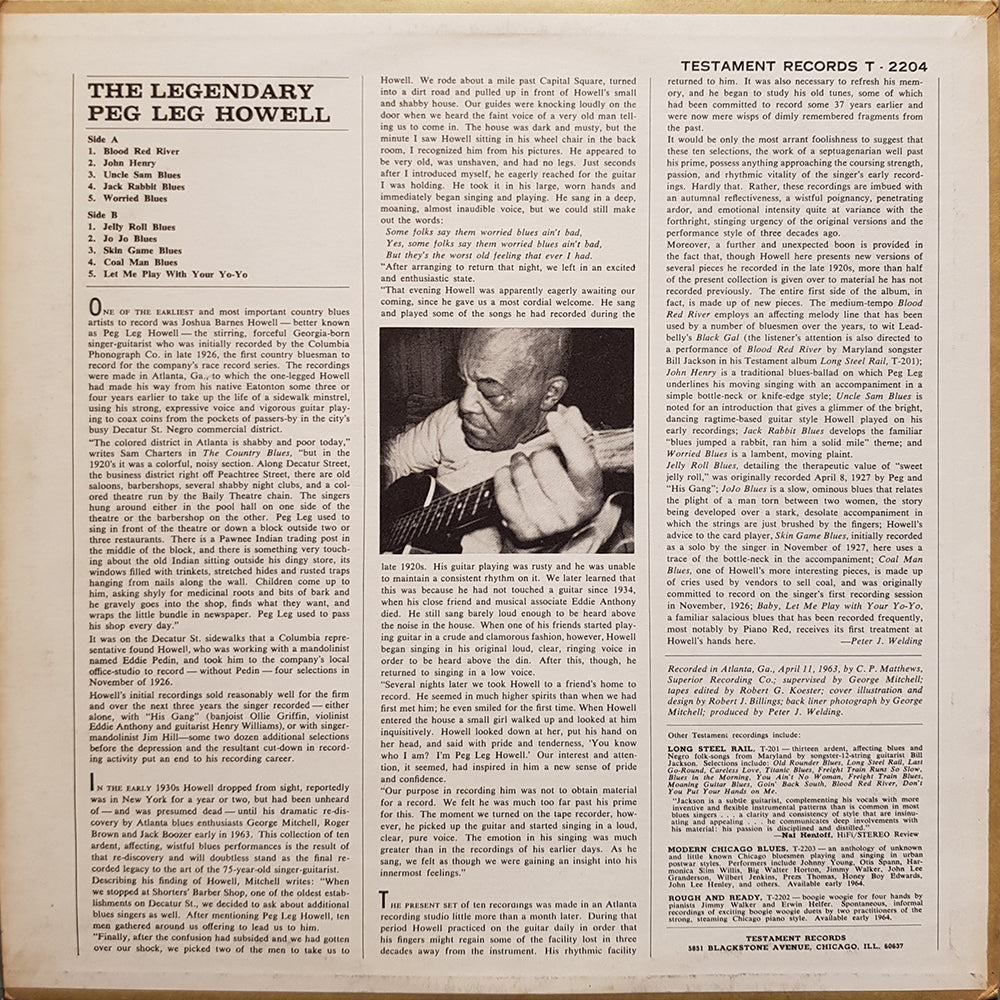 TESTAMENT RECORDS T - 2204
THE LEGENDARY
PEG LEG HOWELL
Side A
1. Blood Red River
2. John Henry
3. Uncle Sam Blues
4. Jack Rabbit Blues
5. Worried Blues
Side B
1. Jelly Roll Blues
2. Jo Jo Blues
3. Skin Game Blues
4. Coal Man Blues
5. Let Me Play With Your Yo-Yo
ONE OF THE EARLIEST and most important country blues
artists to record was Joshua Barnes Howell — better known
as Peg Leg Howell — the stirring, forceful Georgia-born
singer-guitarist who was initially recorded by the Columbia
Phonograph Co. in late 1926, the first country bluesman to
record for the company's race record series. The recordings
were made in Atlanta, Ga., to which the one-legged Howell
had made his way from his native Eatonton some three or
four years earlier to take up the life of a sidewalk minstrel,
using his strong, expressive voice and vigorous guitar play-
ing to coax coins from the pockets of passers-by in the city's
busy Decatur St. Negro commercial district.
"The colored district in Atlanta is shabby and poor today,"
writes Sam Charters in The Country Blues, "but in the
1920's it was a colorful, noisy section. Along Decatur Street,
the business district right off Peachtree Street, there are old
saloons, barbershops, several shabby night clubs, and a col-
ored theatre run by the Baily Theatre chain. The singers
hung around either in the pool hall on one side of the
theatre or the barbershop on the other. Peg Leg used to
sing in front of the theatre or down a block outside two or
three restaurants. There is a Pawnee Indian trading post in
the middle of the block, and there is something very touch-
ing about the old Indian sitting outside his dingy store, its
windows filled with trinkets, stretched hides and rusted traps
hanging from nails along the wall. Children come up to
him, asking shyly for medicinal roots and bits of bark and
he gravely goes into the shop, finds what they want, and
wraps the little bundle in newspaper. Peg Leg used to pass
his shop every day."
It was on the Decatur St. sidewalks that a Columbia repre-
sentative found Howell, who was working with a mandolinist
named Eddie Pedin, and took him to the company's local
office-studio to record — without Pedin — four selections in
November of 1926.
Howell's initial recordings sold reasonably well for the firm
and over the next three years the singer recorded — either
alone, with "His Gang" (banjoist Ollie Griffin, violinist
Eddie Anthony and guitarist Henry Williams), or with singer-
mandolinist Jim Hill—some two dozen additional selections
before the depression and the resultant cut-down in record-
ing activity put an end to his recording career.
IN THE EARLY 1930s Howell dropped from sight, reportedly
was in New York for a year or two, but had been unheard
of — and was presumed dead — until his dramatic re-dis-
covery by Atlanta blues enthusiasts George Mitchell, Roger
Brown and Jack Boozer early in 1963. This collection of ten
ardent, affecting, wistful blues performances is the result of
that re-discovery and will doubtless stand as the final re-
corded legacy to the art of the 75-year-old singer-guitarist.
Describing his finding of Howell, Mitchell writes: "When
we stopped at Shorters' Barber Shop, one of the oldest estab-
lishments on Decatur St., we decided to ask about additional
blues singers as well. After mentioning Peg Leg Howell, ten
men gathered around us offering to lead us to him.
"Finally, after the confusion had subsided and we had gotten
over our shock, we picked two of the men to take us to
Howell. We rode about a mile past Capital Square, turned
into a dirt road and pulled up in front of Howell's small
and shabby house. Our guides were knocking loudly on the
door when we heard the faint voice of a very old man tell-
ing us to come in. The house was dark and musty, but the
minute I saw Howell sitting in his wheel chair in the back
room, I recognized him from his pictures. He appeared to
be very old, was unshaven, and had no legs. Just seconds
after I introduced myself, he eagerly reached for the guitar
I was holding. He took it in his large, worn hands and
immediately began singing and playing. He sang in a deep,
moaning, almost inaudible voice, but we could still make
out the words:
Some folks say them worried blues ain't bad,
Yes, some folks say them worried blues ain't bad,
But they's the worst old feeling that ever I had.
"After arranging to return that night, we left in an excited
and enthusiastic state.
"That evening Howell was apparently eagerly awaiting our
coming, since he gave us a most cordial welcome. He sang
and played some of the songs he had recorded during the
late 1920s. His guitar playing was rusty and he was unable
to maintain a consistent rhythm on it. We later learned that
this was because he had not touched a guitar since 1934,
when his close friend and musical associate Eddie Anthony
died. He still sang barely loud enough to be heard above
the noise in the house. When one of his friends started play-
ing guitar in a crude and clamorous fashion, however, Howell
began singing in his original loud, clear, ringing voice in
order to be heard above the din. After this, though, he
returned to singing in a low voice.
"Several nights later we took Howell to a friend's home to
record. He seemed in much higher spirits than when we had
first met him; he even smiled for the first time. When Howell
entered the house a small girl walked up and looked at him
inquisitively. Howell looked down at her, put his hand on
her head, and said with pride and tenderness, 'You know
who I am? I'm Peg Leg Howell.' Our interest and atten-
tion, it seemed, had inspired in him a new sense of pride
and confidence.
"Our purpose in recording him was not to obtain material
for a record. We felt he was much too far past his prime
for this. The moment we turned on the tape recorder, how-
ever, he picked up the guitar and started singing in a loud,
clear, pure voice. The emotion in his singing was much
greater than in the recordings of his earlier days. As he
sang, we felt as though we were gaining an insight into his
innermost feelings."
THE PRESENT SET of ten recordings was made in an Atlanta
recording studio little more than a month later. During that
period Howell practiced on the guitar daily in order that
his fingers might regain some of the facility lost in three
decades away from the instrument. His rhythmic facility
returned to him. It was also necessary to refresh his mem-
ory, and he began to study his old tunes, some of which
had been committed to record some 37 years earlier and
were now mere wisps of dimly remembered fragments from
the past.
It would be only the most arrant foolishness to suggest that
these ten selections, the work of a septuagenarian well past
his prime, possess anything approaching the coursing strength,
passion, and rhythmic vitality of the singer's early record-
ings. Hardly that. Rather, these recordings are imbued with
an autumnal reflectiveness, a wistful poignancy, penetrating
ardor, and emotional intensity quite at variance with the
forthright, stinging urgency of the original versions and the
performance style of three decades ago.
Moreover, a further and unexpected boon is provided in
the fact that, though Howell here presents new versions of
several pieces he recorded in the late 1920s, more than half
of the present collection is given over to material he has not
recorded previously. The entire first side of the album, in
fact, is made up of new pieces. The medium-tempo Blood
Red River employs an affecting melody line that has been
used by a number of bluesmen over the years, to wit Lead-
belly's Black Gal (the listener's attention is also directed to
a performance of Blood Red River by Maryland songster
Bill Jackson in his Testament album Long Steel Rail, T-201);
John Henry is a traditional blues-ballad on which Peg Leg
underlines his moving singing with an accompaniment in a
simple bottle-neck or knife-edge style; Uncle Sam Blues is
noted for an introduction that gives a glimmer of the bright,
dancing ragtime-based guitar style Howell played on his
early recordings; Jack Rabbit Blues develops the familiar
"blues jumped a rabbit, ran him a solid mile" theme; and
Worried Blues is a lambent, moving plaint.
Jelly Roll Blues, detailing the therapeutic value of "sweet
jelly roll," was originally recorded April 8, 1927 by Peg and
"His Gang"; JoJo Blues is a slow, ominous blues that relates
the plight of a man torn between two women, the story
being developed over a stark, desolate accompaniment in
which the strings are just brushed by the fingers; Howell's
advice to the card player, Skin Game Blues, initially recorded
as a solo by the singer in November of 1927, here uses a
trace of the bottle-neck in the accompaniment; Coal Man
Blues, one of Howell's more interesting pieces, is made up
of cries used by vendors to sell coal, and was originally
committed to record on the singer's first recording session
in November, 1926; Baby, Let Me Play with Your Yo-Yo,
a familiar salacious blues that has been recorded frequently,
most notably by Piano Red, receives its first treatment at
Howell's hands here. —Peter J. Welding
Recorded in Atlanta, Ga., April 11, 1963, by C. P. Matthews,
Superior Recording Co.; supervised by George Mitchell;
tapes edited by Robert G. Koester; cover illustration and
design by Robert J. Billings; back liner photograph by George
Mitchell; produced by Peter J. Welding.
Other Testament recordings include:
LONG STEEL RAIL, T-201 — thirteen ardent, affecting blues and
Negro folk-songs from Maryland by songster-12-string guitarist Bill
Jackson. Selections include: Old Rounder Blues, Long Steel Rail, Last
Go-Round, Careless Love, Titanic Blues, Freight Train Runs So Slow,
Blues in the Morning, You Ain't No Woman, Freight Train Blues,
Moaning Guitar Blues, Goin' Back South, Blood Red River, Don't
You Put Your Hands on Me.
"Jackson is a subtle guitarist, complementing his vocals with more
inventive and flexible instrumental patterns than is common in most
blues singers . . . a clarity and consistency of style that are insinu-
ating and appealing . . . he communicates deep involvement with
his material: his passion is disciplined and distilled."
—Nat Hentoff, HiFi/STEREO Review
MODERN CHICAGO BLUES, T-2203 — an anthology of unknown
and little known Chicago bluesmen playing and singing in urban
postwar styles. Performers include Johnny Young, Otis Spann, Har-
monica Slim Willis, Big Walter Horton, Jimmy Walker, John Lee
Granderson, Wilbert Jenkins, Prezs Thomas, Honey Boy Edwards,
John Lee Henley, and others. Available early 1964.
ROUGH AND READY, T-2202 — boogie woogie for four hands by
pianists Jimmy Walker and Erwin Helfer. Spontaneous, informal
recordings of exciting boogie woogie duets by two practitioners of the
strong, steaming Chicago piano style. Available early 1964.
TESTAMENT RECORDS
5851 BLACKSTONE AVENUE, CHICAGO, ILL. 60637